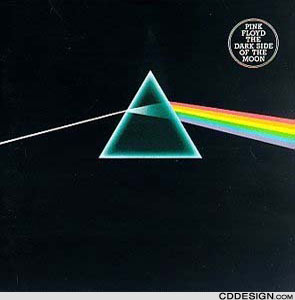 PINK
FLOYD
THE
DARK SIDE
OF THE
MOON
CDDESIGN.COM